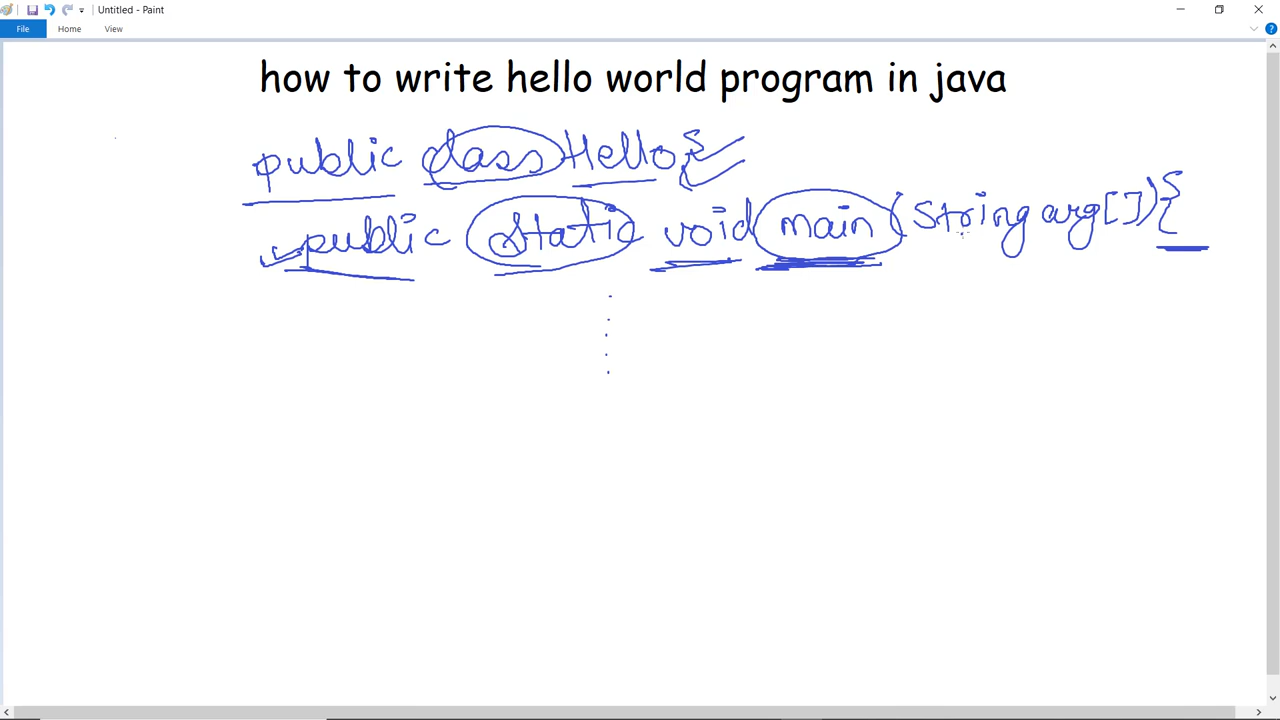 Untitled - Paint
File Home View
how to write hello world program in java
public class Hello{
public static void main(String arg[]){